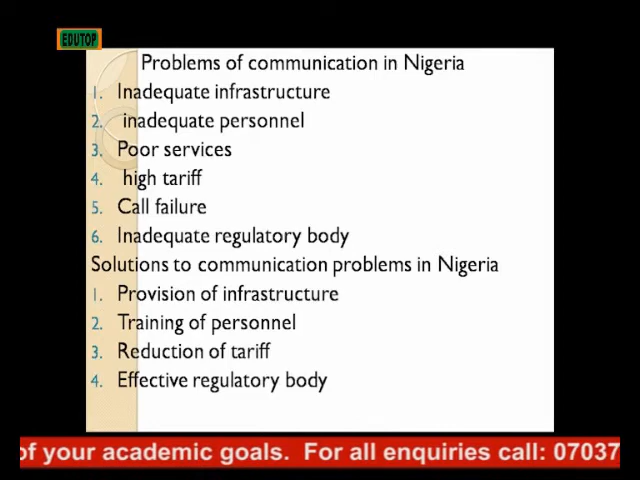 EDUTOP
Problems of communication in Nigeria
1. Inadequate infrastructure
2. inadequate personnel
3. Poor services
4. high tariff
5. Call failure
6. Inadequate regulatory body
Solutions to communication problems in Nigeria
1. Provision of infrastructure
2. Training of personnel
3. Reduction of tariff
4. Effective regulatory body
of your academic goals. For all enquiries call: 07037